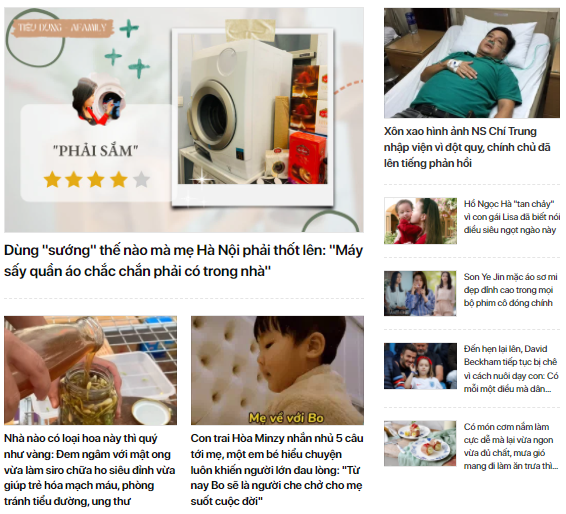 TIÊU DÙNG - AFAMILY
"PHẢI SẮM"
Dùng "sướng" thế nào mà mẹ Hà Nội phải thốt lên: "Máy
sấy quần áo chắc chắn phải có trong nhà"
Nhà nào có loại hoa này thì quý
như vàng: Đem ngâm với mật ong
vừa làm siro chữa ho siêu đỉnh vừa
giúp trẻ hóa mạch máu, phòng
tránh tiểu đường, ung thư
Mẹ về với Bo
Con trai Hòa Minzy nhắn nhủ 5 câu
tới mẹ, một em bé hiểu chuyện
luôn khiến người lớn đau lòng: "Từ
nay Bo sẽ là người che chở cho mẹ
suốt cuộc đời"
Xôn xao hình ảnh NS Chí Trung
nhập viện vì đột quỵ, chính chủ đã
lên tiếng phản hồi
Hồ Ngọc Hà "tan chảy"
vì con gái Lisa đã biết nói
điều siêu ngọt ngào này
Son Ye Jin mặc áo sơ mi
đẹp đỉnh cao trong mọi
bộ phim cô đóng chính
Đến hẹn lại lên, David
Beckham tiếp tục bị chê
vì cách nuôi dạy con: Có
mỗi một điều mà dân...
Có món cơm nắm làm
cực dễ mà lại vừa ngon
vừa đủ chất, mưa gió
mang đi làm ăn trưa thì...